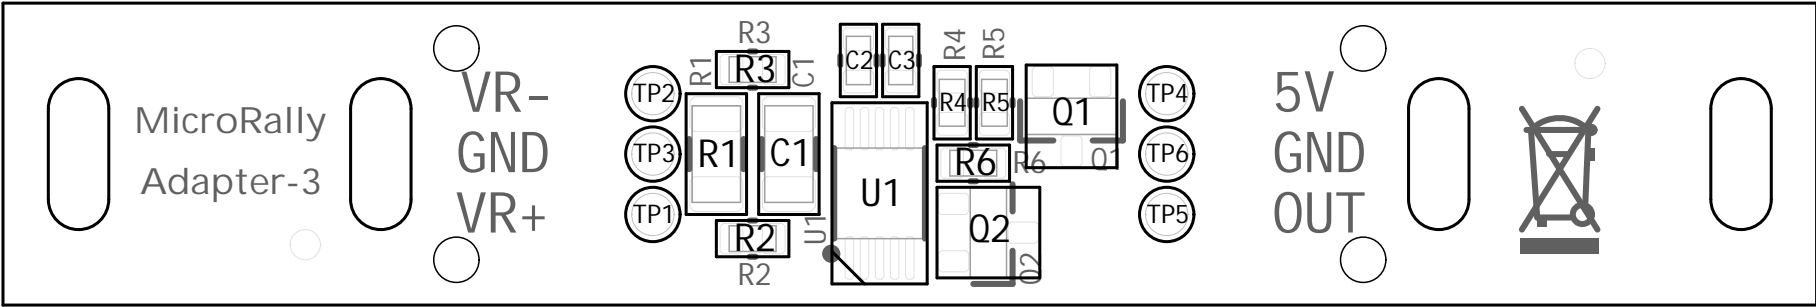 MicroRally
Adapter-3
VR-
GND
VR+
TP2
TP3
TP1
R3
R3
R1
C1
R1
C1
R2
R2
C2
C3
U1
U1
R4
R5
R4
R5
R6
R6
Q1
Q1
Q2
Q2
TP4
TP6
TP5
5V
GND
OUT